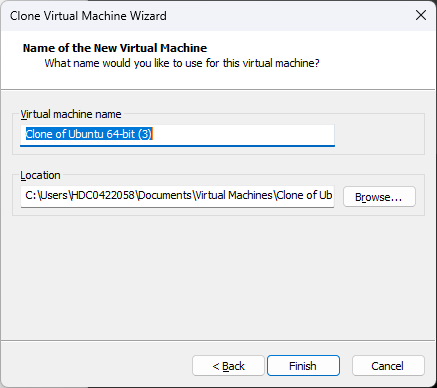 Clone Virtual Machine Wizard
Name of the New Virtual Machine
What name would you like to use for this virtual machine?
Virtual machine name
Clone of Ubuntu 64-bit (3)
Location
C:\Users\HDC0422058\Documents\Virtual Machines\Clone of Ub
Browse...
< Back
Finish
Cancel